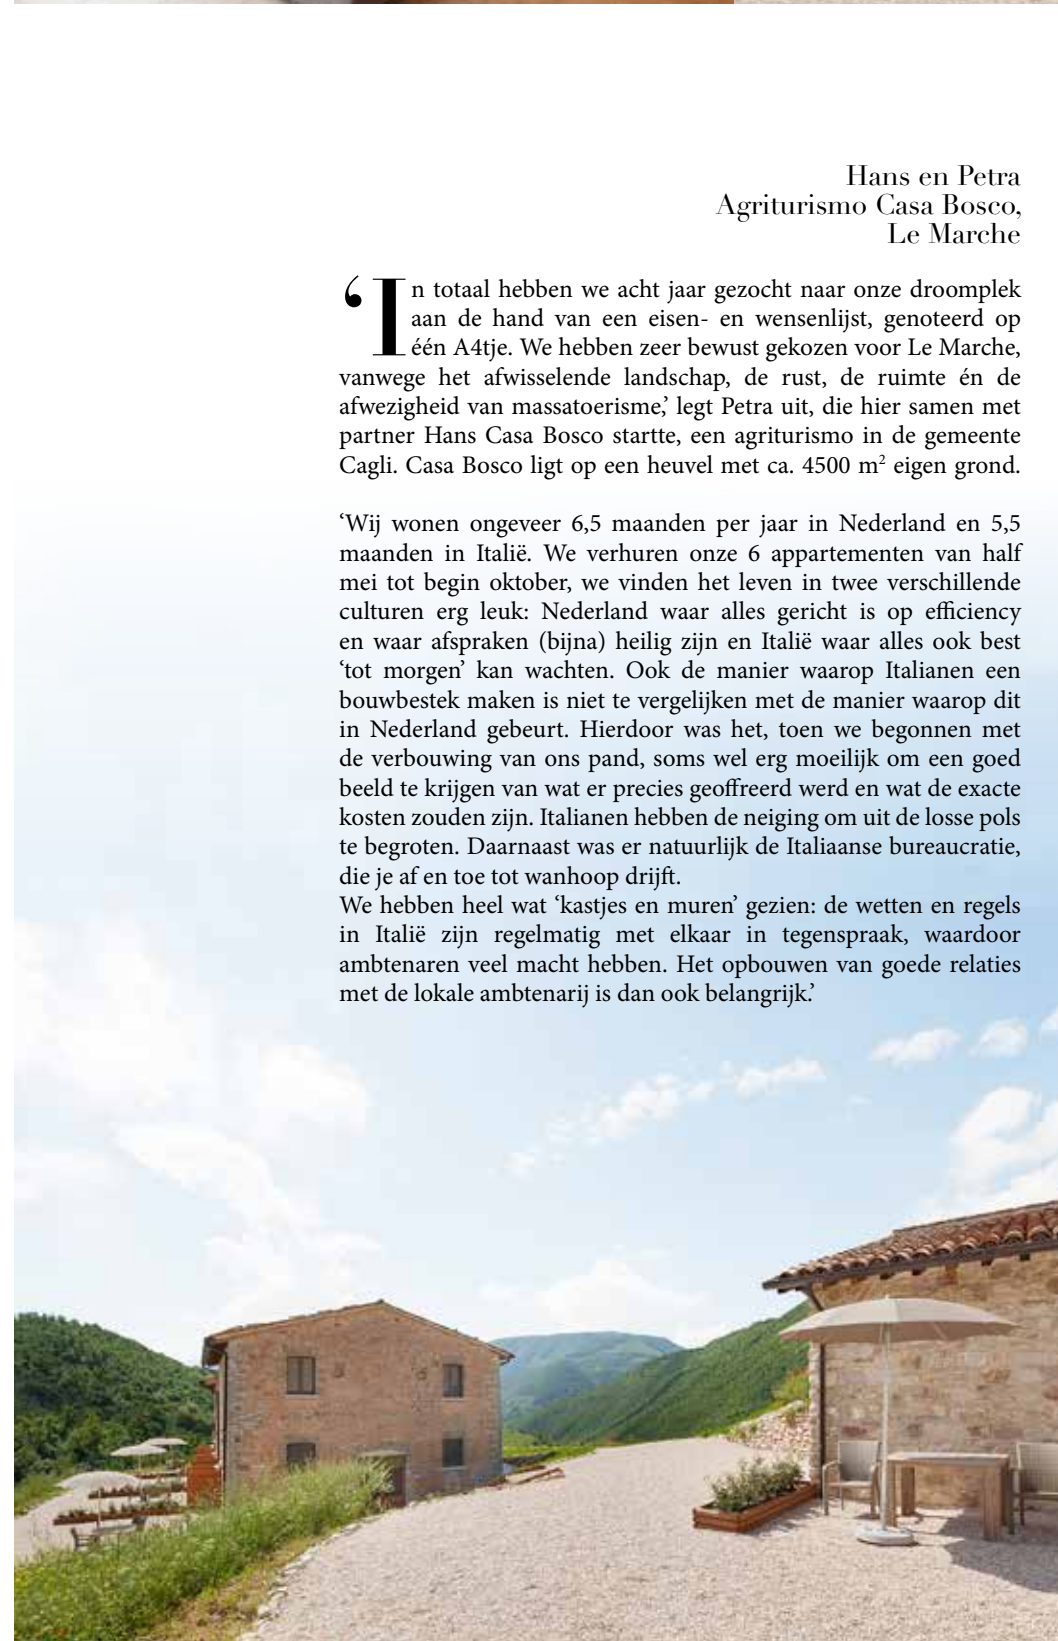 Hans en Petra
Agriturismo Casa Bosco,
Le Marche
‘In totaal hebben we acht jaar gezocht naar onze droomplek
aan de hand van een eisen- en wensenlijst, genoteerd op
één A4tje. We hebben zeer bewust gekozen voor Le Marche,
vanwege het afwisselende landschap, de rust, de ruimte én de
afwezigheid van massatoerisme,’ legt Petra uit, die hier samen met
partner Hans Casa Bosco startte, een agriturismo in de gemeente
Cagli. Casa Bosco ligt op een heuvel met ca. 4500 m² eigen grond.
‘Wij wonen ongeveer 6,5 maanden per jaar in Nederland en 5,5
maanden in Italië. We verhuren onze 6 appartementen van half
mei tot begin oktober, we vinden het leven in twee verschillende
culturen erg leuk: Nederland waar alles gericht is op efficiency
en waar afspraken (bijna) heilig zijn en Italië waar alles ook best
‘tot morgen’ kan wachten. Ook de manier waarop Italianen een
bouwbestek maken is niet te vergelijken met de manier waarop dit
in Nederland gebeurt. Hierdoor was het, toen we begonnen met
de verbouwing van ons pand, soms wel erg moeilijk om een goed
beeld te krijgen van wat er precies geoffreerd werd en wat de exacte
kosten zouden zijn. Italianen hebben de neiging om uit de losse pols
te begroten. Daarnaast was er natuurlijk de Italiaanse bureaucratie,
die je af en toe tot wanhoop drijft.
We hebben heel wat ‘kastjes en muren’ gezien: de wetten en regels
in Italië zijn regelmatig met elkaar in tegenspraak, waardoor
ambtenaren veel macht hebben. Het opbouwen van goede relaties
met de lokale ambtenarij is dan ook belangrijk.’